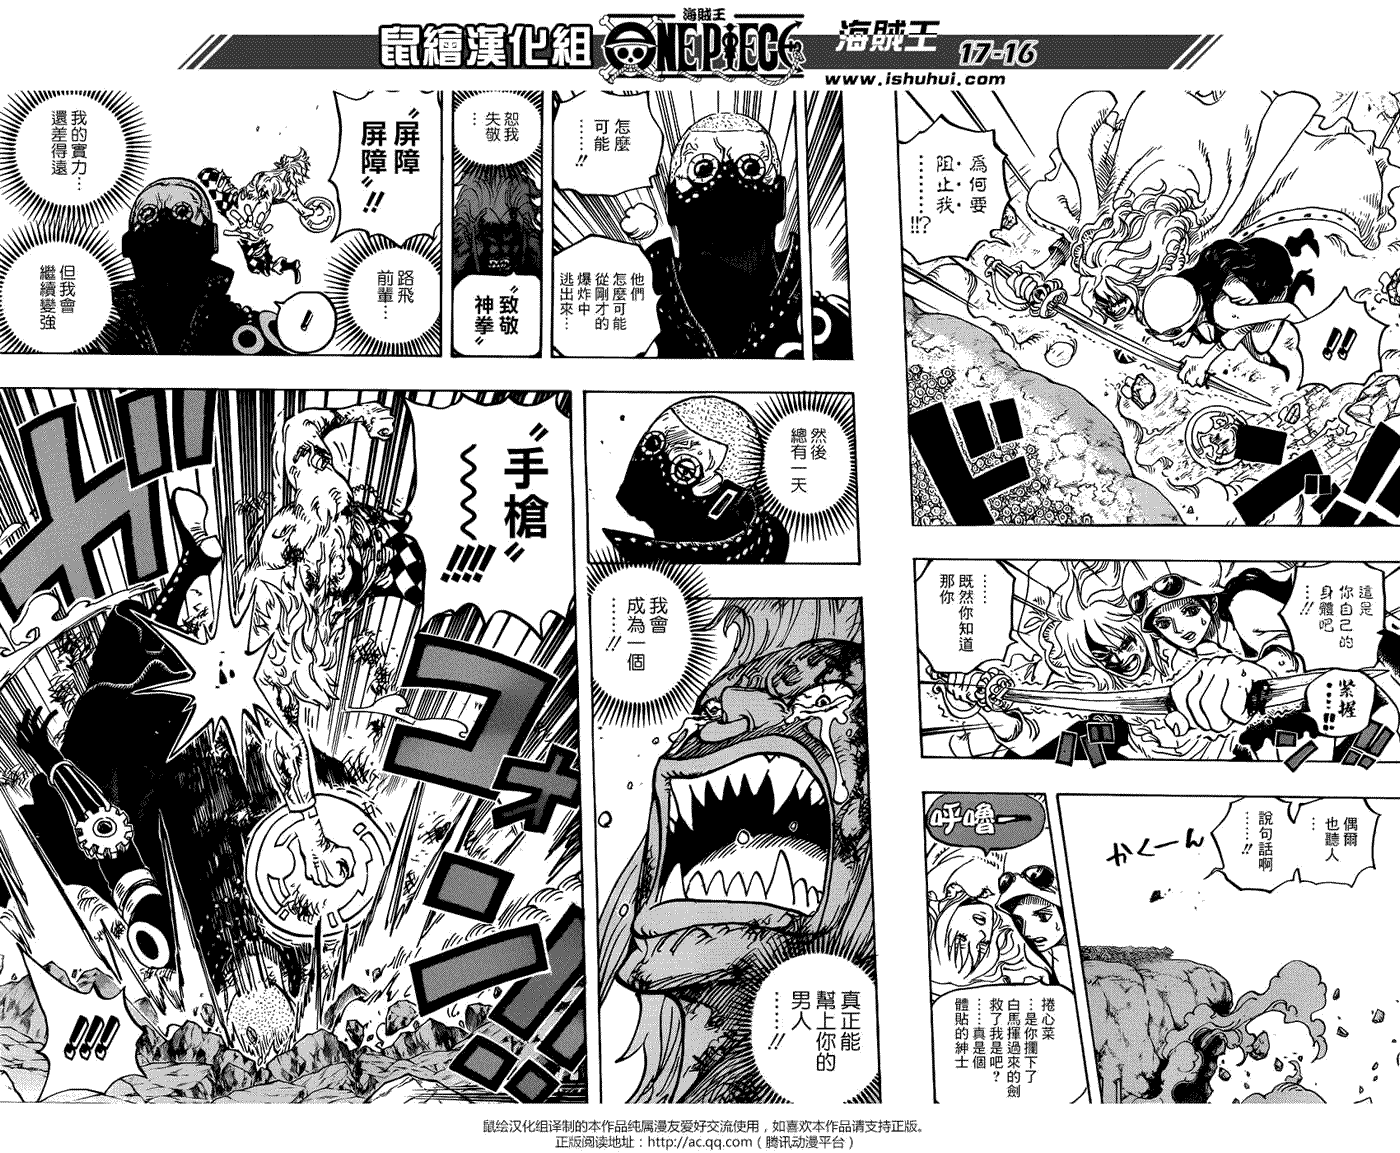 鼠繪漢化組
海賊王
ONE PIECE
海賊王
17-16
www.ishuhui.com
為何要
阻止我
………!!?
!!!
ド
這是
你自己的
身體吧
…!!
……
既然你知道
那你
緊握
……!!
偶爾
也聽人
…
說句話啊
………!!
かくーん
呼嚕一
捲心菜
…是你攔下了
白馬揮過來的劍
救了我是吧?
……真是個
體貼的紳士
怎麼
可能
……!!
他們
怎麼可能
從剛才的
爆炸中
逃出來…
恕我
失敬
…
〝致敬
神拳〞
〝屏障
屏障〞!!
路飛
前輩…
我的實力…
還差得遠
但我會
繼續變強
!
然後
總有一天
我會
成為一個
真正能
幫上你的
男人
……!!
〝手槍〞
!!!!!
ガ
ゴォン!!
!!!
鼠绘汉化组译制的本作品纯属漫友爱好交流使用，如喜欢本作品请支持正版。
正版阅读地址：http://ac.qq.com（腾讯动漫平台）